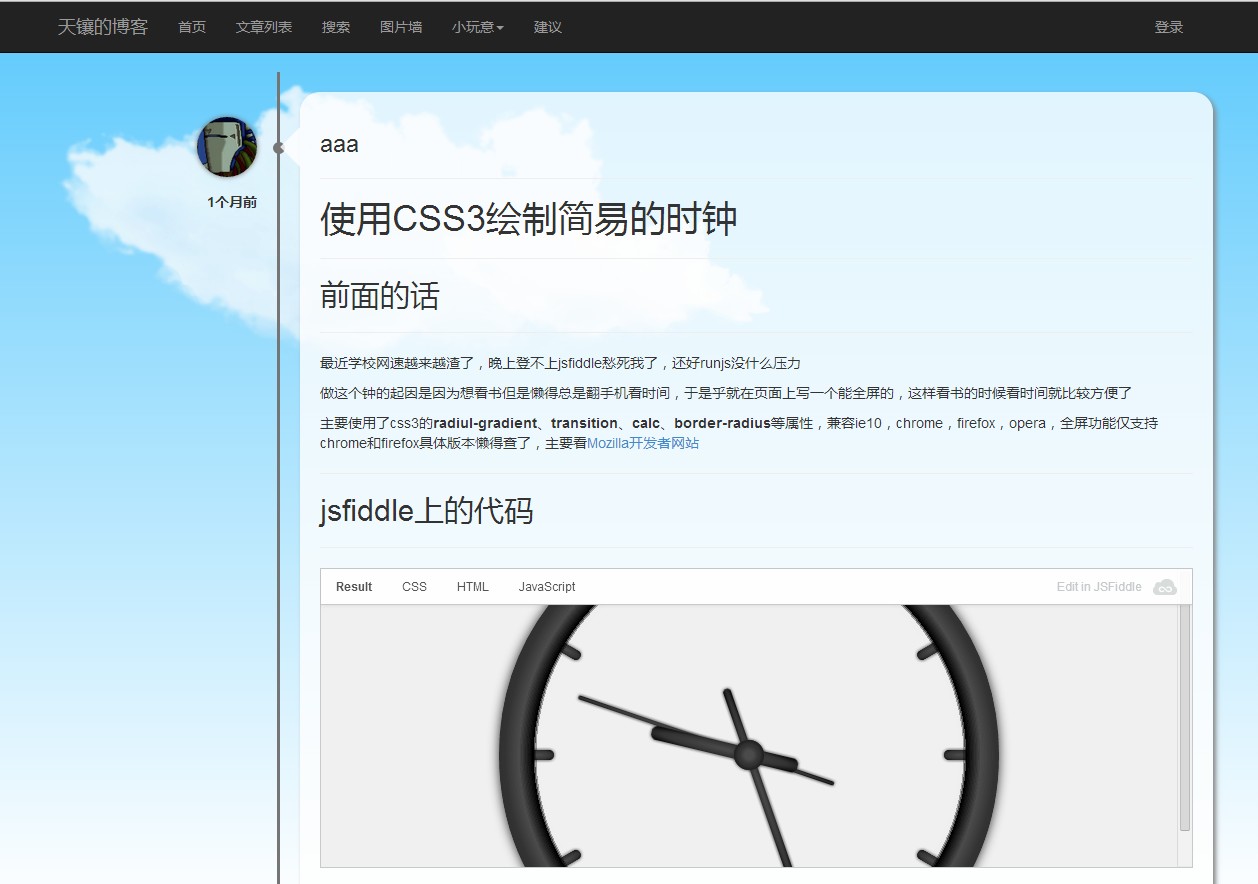 天镶的博客 首页 文章列表 搜索 图片墙 小玩意 建议 登录
aaa
1个月前
使用CSS3绘制简易的时钟
前面的话
最近学校网速越来越渣了，晚上登不上jsfiddle愁死我了，还好runjs没什么压力
做这个钟的起因是因为想看书但是懒得总是翻手机看时间，于是乎就在页面上写一个能全屏的，这样看书的时候看时间就比较方便了
主要使用了css3的radiul-gradient、transition、calc、border-radius等属性，兼容ie10，chrome，firefox，opera，全屏功能仅支持
chrome和firefox具体版本懒得查了，主要看Mozilla开发者网站
jsfiddle上的代码
Result CSS HTML JavaScript Edit in JSFiddle